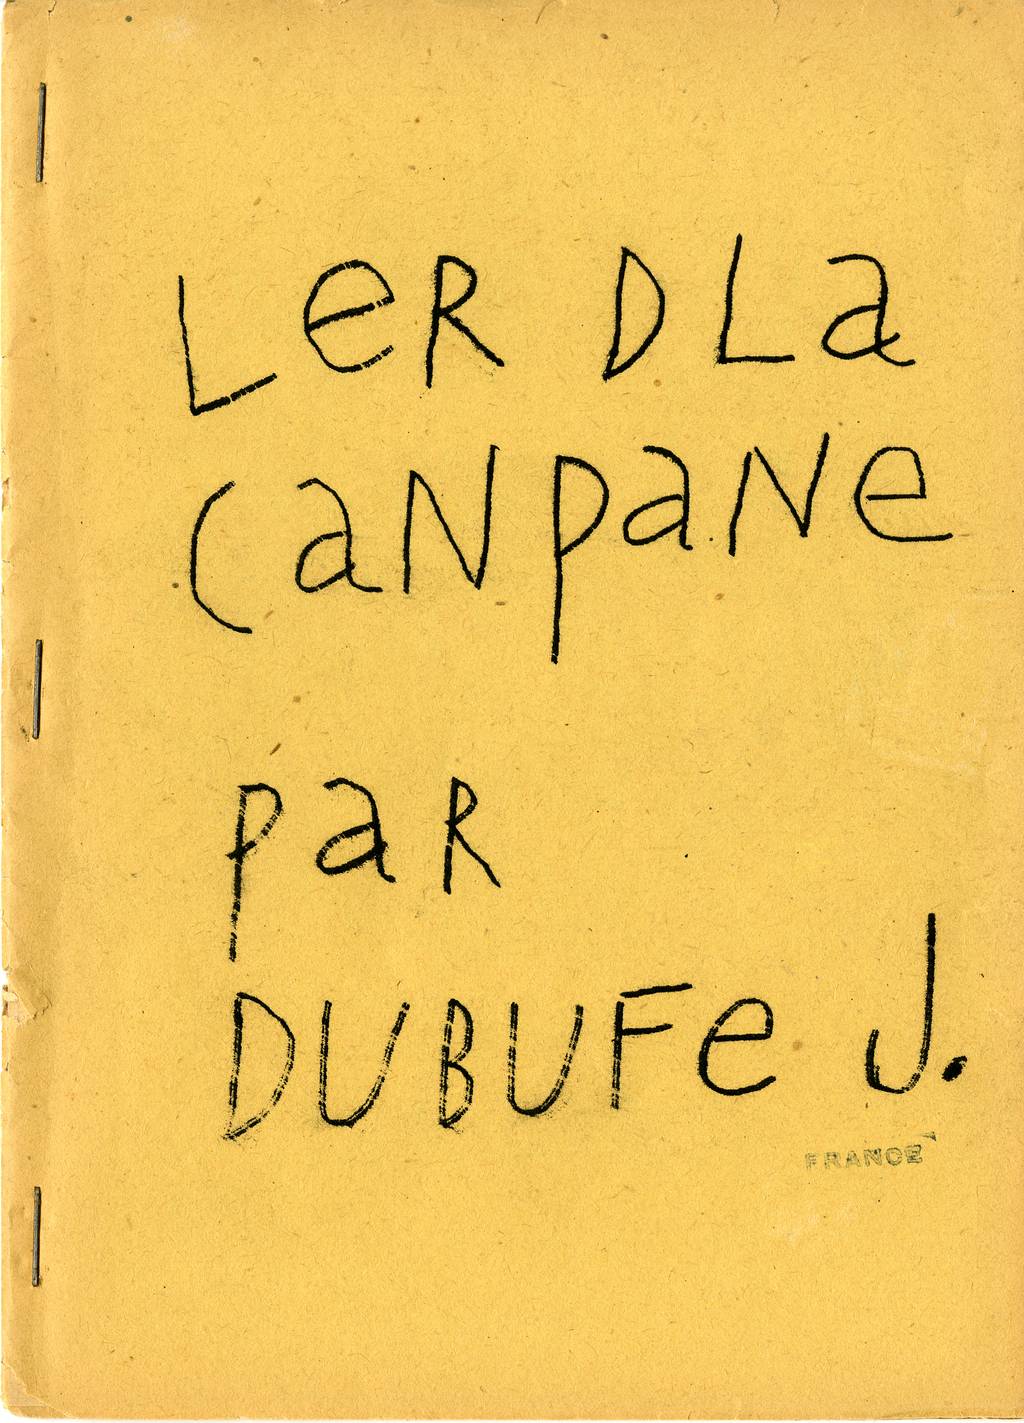 LeR DLa
CaNPaNe
PaR
DUBUFe J.
FRANCE